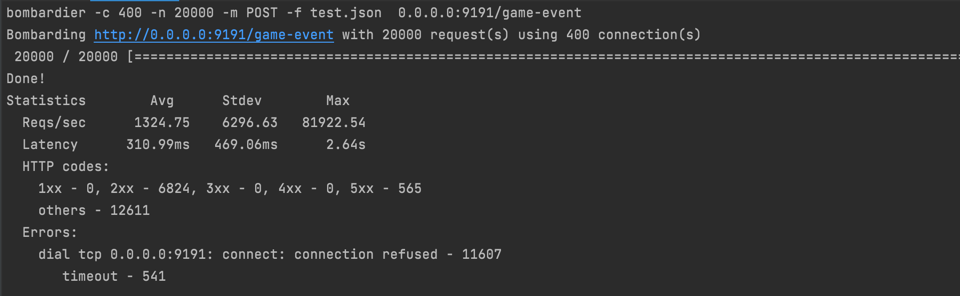 bombardier -c 400 -n 20000 -m POST -f test.json  0.0.0.0:9191/game-event
Bombarding http://0.0.0.0:9191/game-event with 20000 request(s) using 400 connection(s)
 20000 / 20000 [==========================================================================================================
Done!
Statistics        Avg      Stdev        Max
  Reqs/sec      1324.75    6296.63   81922.54
  Latency      310.99ms   469.06ms      2.64s
  HTTP codes:
    1xx - 0, 2xx - 6824, 3xx - 0, 4xx - 0, 5xx - 565
    others - 12611
  Errors:
    dial tcp 0.0.0.0:9191: connect: connection refused - 11607
       timeout - 541